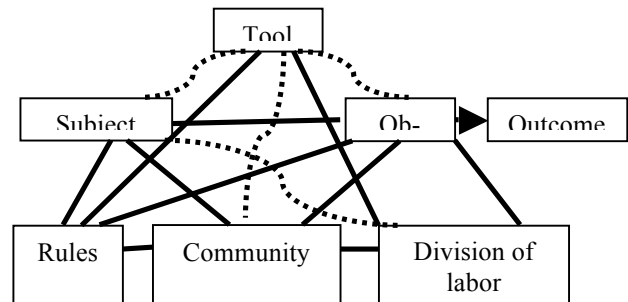 Tool
Subject
Ob-
Outcome
Rules
Community
Division of
labor